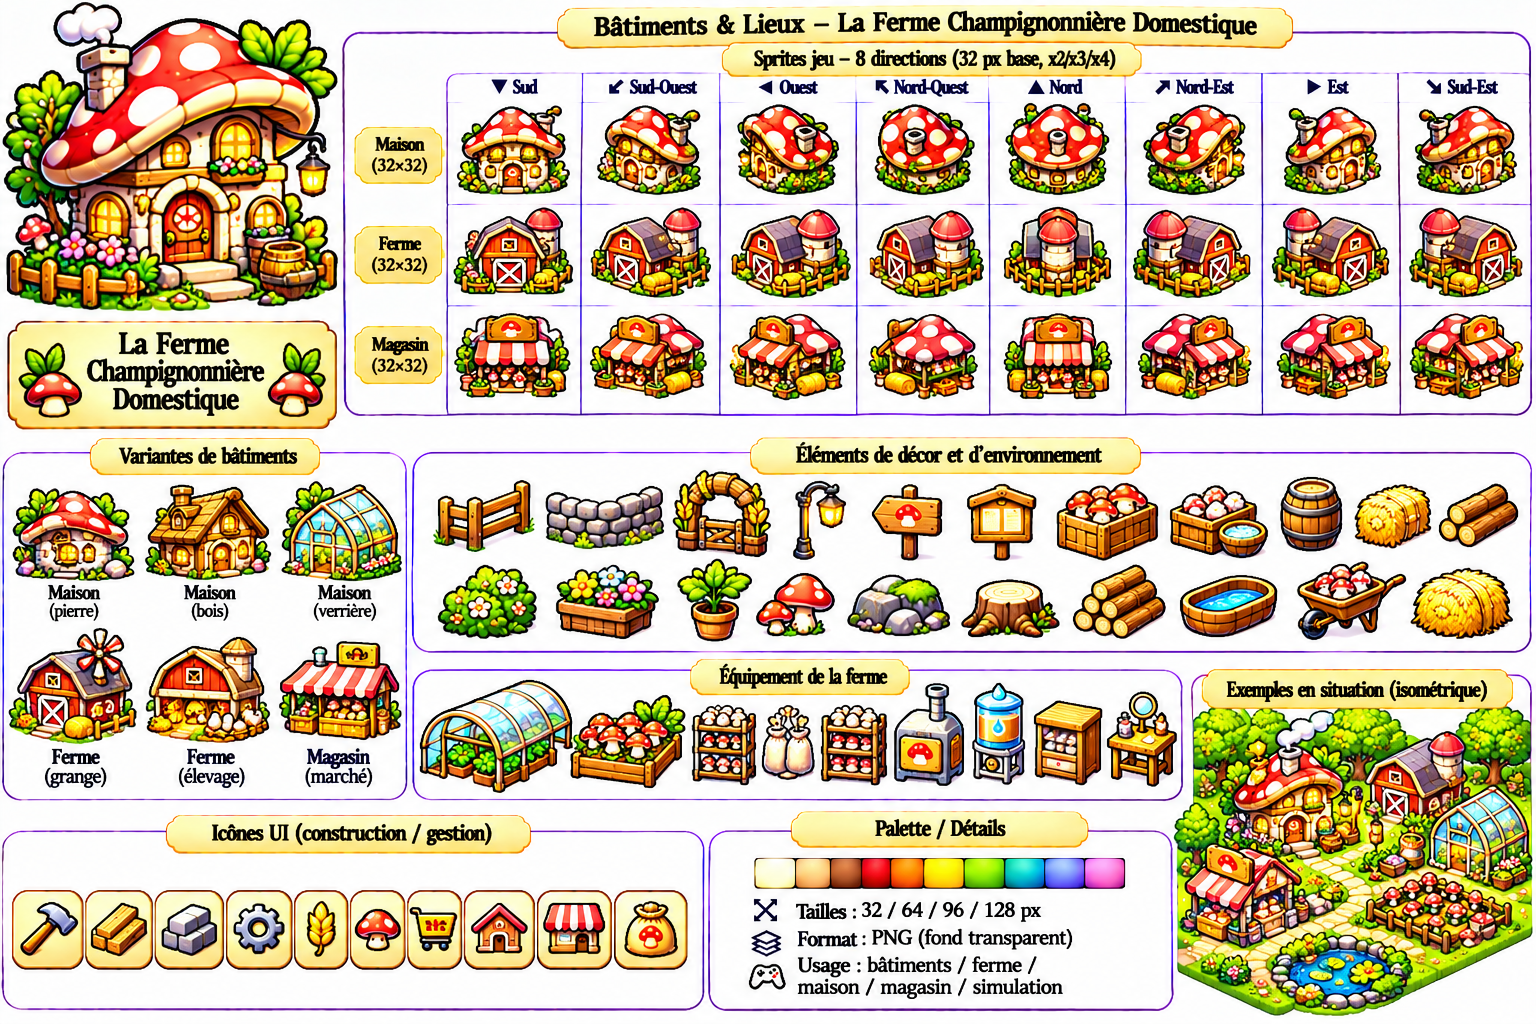 Bâtiments & Lieux – La Ferme Champignonnière Domestique
Sprites jeu – 8 directions (32 px base, x2/x3/x4)
▼ Sud
↙ Sud-Ouest
◀ Ouest
↖ Nord-Ouest
▲ Nord
↗ Nord-Est
▶ Est
↘ Sud-Est
Maison
(32×32)
Ferme
(32×32)
Magasin
(32×32)
La Ferme
Champignonnière
Domestique
Variantes de bâtiments
Maison
(pierre)
Maison
(bois)
Maison
(verrière)
Ferme
(grange)
Ferme
(élevage)
Magasin
(marché)
Éléments de décor et d'environnement
Équipement de la ferme
Exemples en situation (isométrique)
Icônes UI (construction / gestion)
Palette / Détails
Tailles : 32 / 64 / 96 / 128 px
Format : PNG (fond transparent)
Usage : bâtiments / ferme /
maison / magasin / simulation